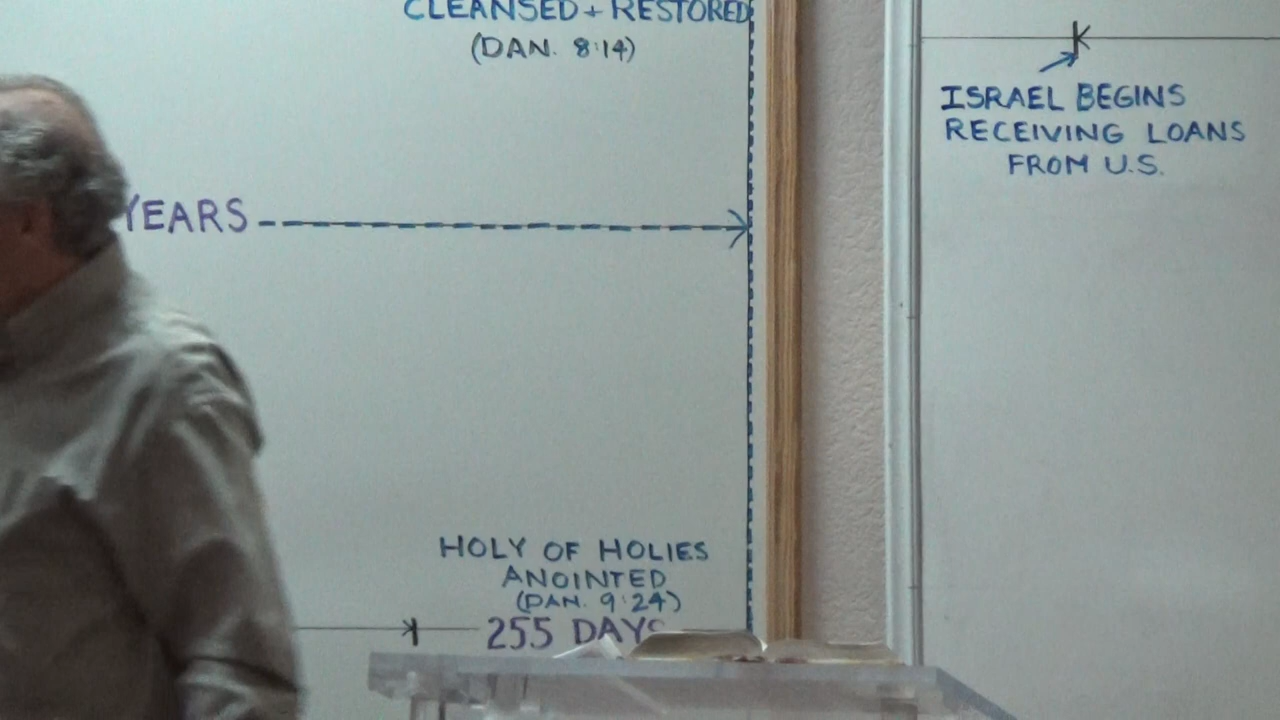 CLEANSED + RESTORED
(DAN. 8:14)
YEARS
HOLY OF HOLIES
ANOINTED
(DAN. 9:24)
255 DAYS
ISRAEL BEGINS
RECEIVING LOANS
FROM U.S.